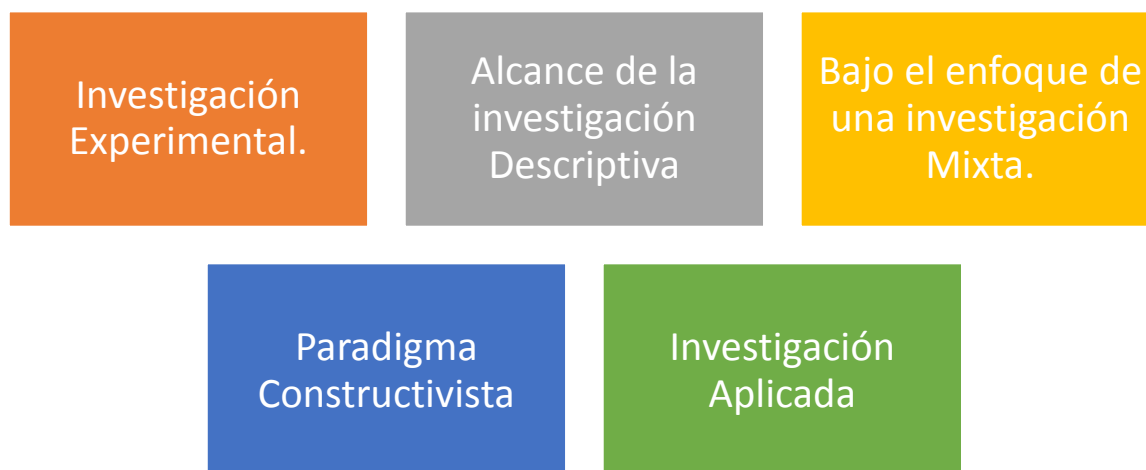 Investigación
Experimental.
Alcance de la
investigación
Descriptiva
Bajo el enfoque de
una investigación
Mixta.
Paradigma
Constructivista
Investigación
Aplicada